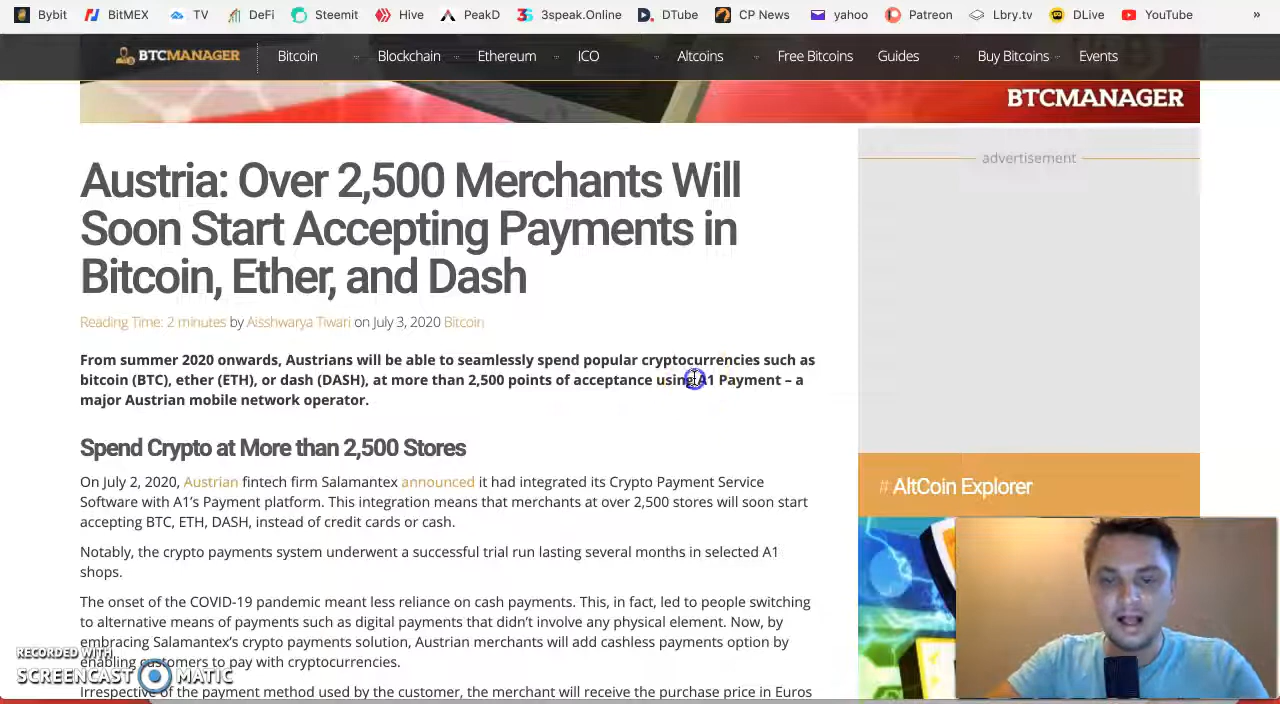 Bybit BitMEX TV DeFi Steemit Hive PeakD 3speak.Online DTube CP News yahoo Patreon Lbry.tv DLive YouTube »
BTCMANAGER Bitcoin Blockchain Ethereum ICO Altcoins Free Bitcoins Guides Buy Bitcoins Events
BTCMANAGER
advertisement
Austria: Over 2,500 Merchants Will
Soon Start Accepting Payments in
Bitcoin, Ether, and Dash
Reading Time: 2 minutes by Aisshwarya Tiwari on July 3, 2020 Bitcoin
From summer 2020 onwards, Austrians will be able to seamlessly spend popular cryptocurrencies such as
bitcoin (BTC), ether (ETH), or dash (DASH), at more than 2,500 points of acceptance using A1 Payment – a
major Austrian mobile network operator.
Spend Crypto at More than 2,500 Stores
On July 2, 2020, Austrian fintech firm Salamantex announced it had integrated its Crypto Payment Service
Software with A1's Payment platform. This integration means that merchants at over 2,500 stores will soon start
accepting BTC, ETH, DASH, instead of credit cards or cash.
Notably, the crypto payments system underwent a successful trial run lasting several months in selected A1
shops.
The onset of the COVID-19 pandemic meant less reliance on cash payments. This, in fact, led to people switching
to alternative means of payments such as digital payments that didn't involve any physical element. Now, by
embracing Salamantex's crypto payments solution, Austrian merchants will add cashless payments option by
enabling customers to pay with cryptocurrencies.
Irrespective of the payment method used by the customer, the merchant will receive the purchase price in Euros
# AltCoin Explorer
RECORDED WITH
SCREENCAST MATIC